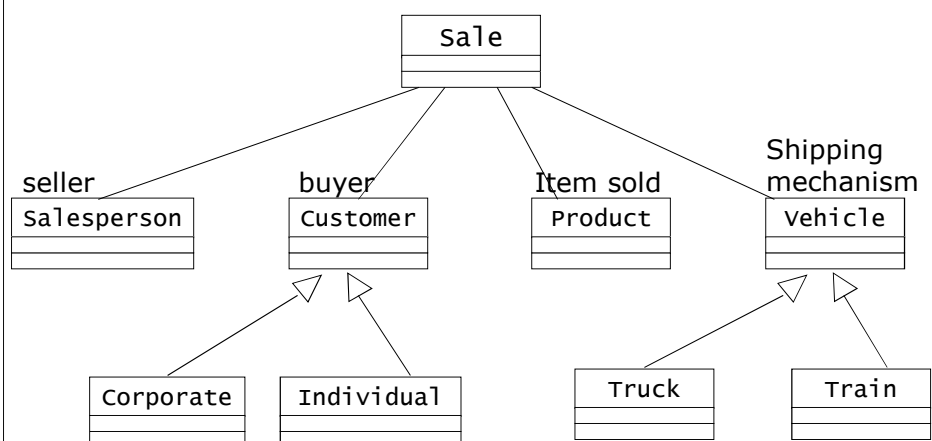 Sale
seller
buyer
Item sold
Shipping
mechanism
Salesperson
Customer
Product
Vehicle
Corporate
Individual
Truck
Train